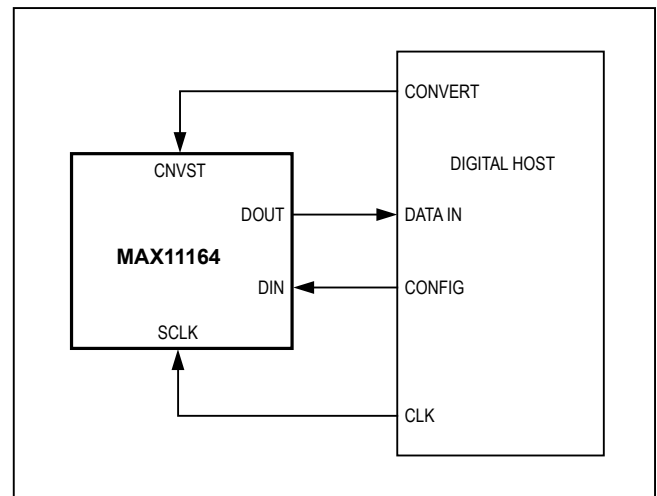 CONVERT
CNVST
DIGITAL HOST
DOUT
DATA IN
MAX11164
DIN
CONFIG
SCLK
CLK